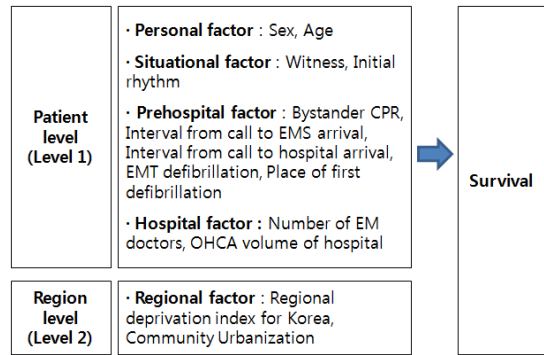 Patient
level
(Level 1)
· Personal factor : Sex, Age
· Situational factor : Witness, Initial
rhythm
· Prehospital factor : Bystander CPR,
Interval from call to EMS arrival,
Interval from call to hospital arrival,
EMT defibrillation, Place of first
defibrillation
· Hospital factor : Number of EM
doctors, OHCA volume of hospital
Region
level
(Level 2)
· Regional factor : Regional
deprivation index for Korea,
Community Urbanization
Survival